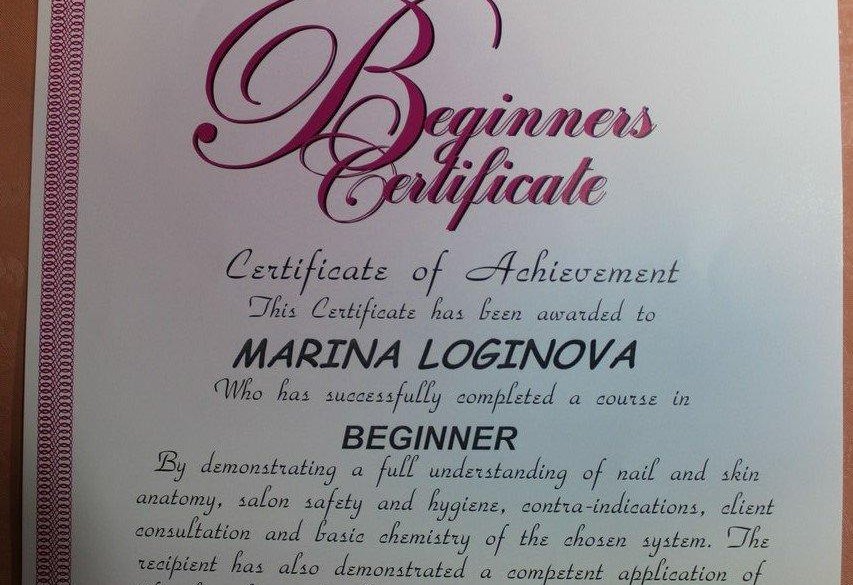 Beginners
Certificate
Certificate of Achievement
This Certificate has been awarded to
MARINA LOGINOVA
Who has successfully completed a course in
BEGINNER
By demonstrating a full understanding of nail and skin
anatomy, salon safety and hygiene, contra-indications, client
consultation and basic chemistry of the chosen system. The
recipient has also demonstrated a competent application of